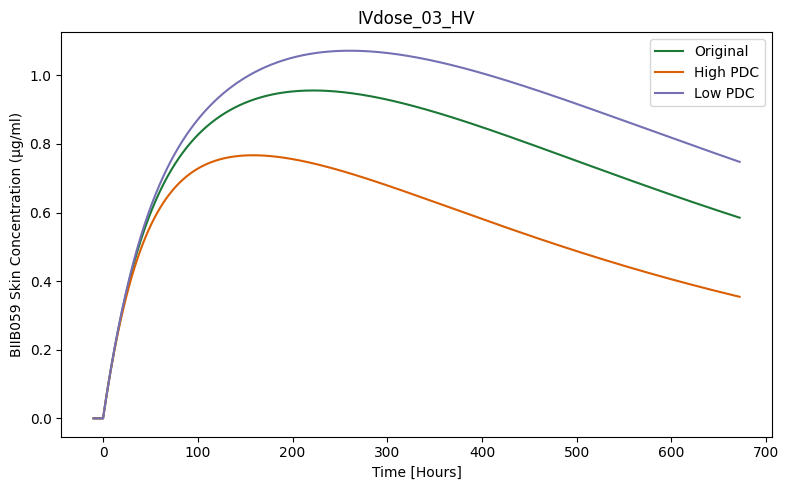 IVdose_03_HV
Original
High PDC
Low PDC
BIIB059 Skin Concentration (μg/ml)
1.0
0.8
0.6
0.4
0.2
0.0
0 100 200 300 400 500 600 700
Time [Hours]